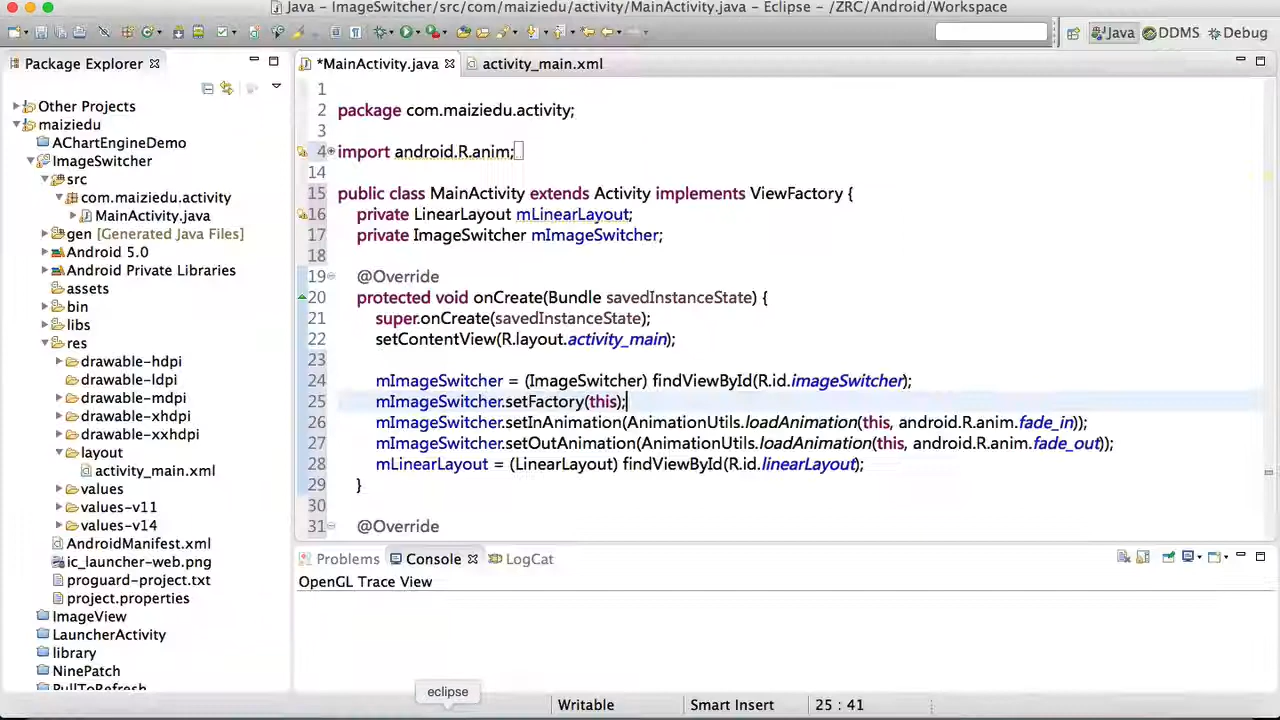 Java – ImageSwitcher/src/com/maiziedu/activity/MainActivity.java – Eclipse – /ZRC/Android/Workspace
Java
DDMS
Debug
Package Explorer
Other Projects
maiziedu
AChartEngineDemo
ImageSwitcher
src
com.maiziedu.activity
MainActivity.java
gen [Generated Java Files]
Android 5.0
Android Private Libraries
assets
bin
libs
res
drawable-hdpi
drawable-ldpi
drawable-mdpi
drawable-xhdpi
drawable-xxhdpi
layout
activity_main.xml
values
values-v11
values-v14
AndroidManifest.xml
ic_launcher-web.png
proguard-project.txt
project.properties
ImageView
LauncherActivity
library
NinePatch
PullToRefresh
*MainActivity.java
activity_main.xml
1
2 package com.maiziedu.activity;
3
4 import android.R.anim;
14
15 public class MainActivity extends Activity implements ViewFactory {
16 private LinearLayout mLinearLayout;
17 private ImageSwitcher mImageSwitcher;
18
19 @Override
20 protected void onCreate(Bundle savedInstanceState) {
21 super.onCreate(savedInstanceState);
22 setContentView(R.layout.activity_main);
23
24 mImageSwitcher = (ImageSwitcher) findViewById(R.id.imageSwitcher);
25 mImageSwitcher.setFactory(this);
26 mImageSwitcher.setInAnimation(AnimationUtils.loadAnimation(this, android.R.anim.fade_in));
27 mImageSwitcher.setOutAnimation(AnimationUtils.loadAnimation(this, android.R.anim.fade_out));
28 mLinearLayout = (LinearLayout) findViewById(R.id.linearLayout);
29 }
30
31 @Override
Problems
Console
LogCat
OpenGL Trace View
eclipse
Writable
Smart Insert
25 : 41